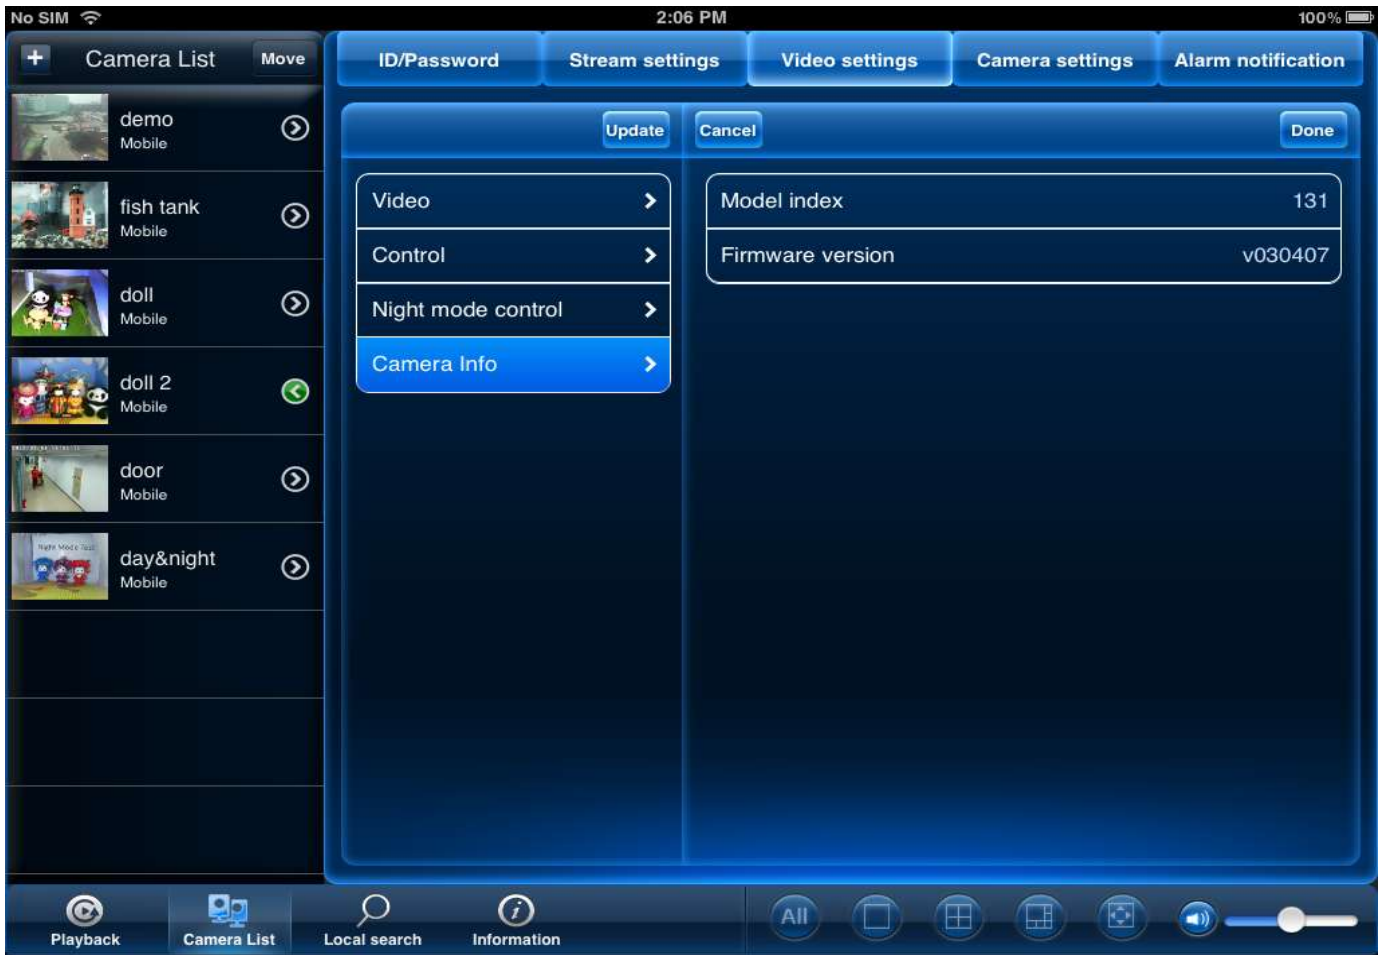 No SIM 2:06 PM 100%
+ Camera List Move
ID/Password Stream settings Video settings Camera settings Alarm notification
demo
Mobile
fish tank
Mobile
doll
Mobile
doll 2
Mobile
door
Mobile
Night Mode Test
day&night
Mobile
Update Cancel Done
Video
Control
Night mode control
Camera Info
Model index 131
Firmware version v030407
Playback Camera List Local search Information All